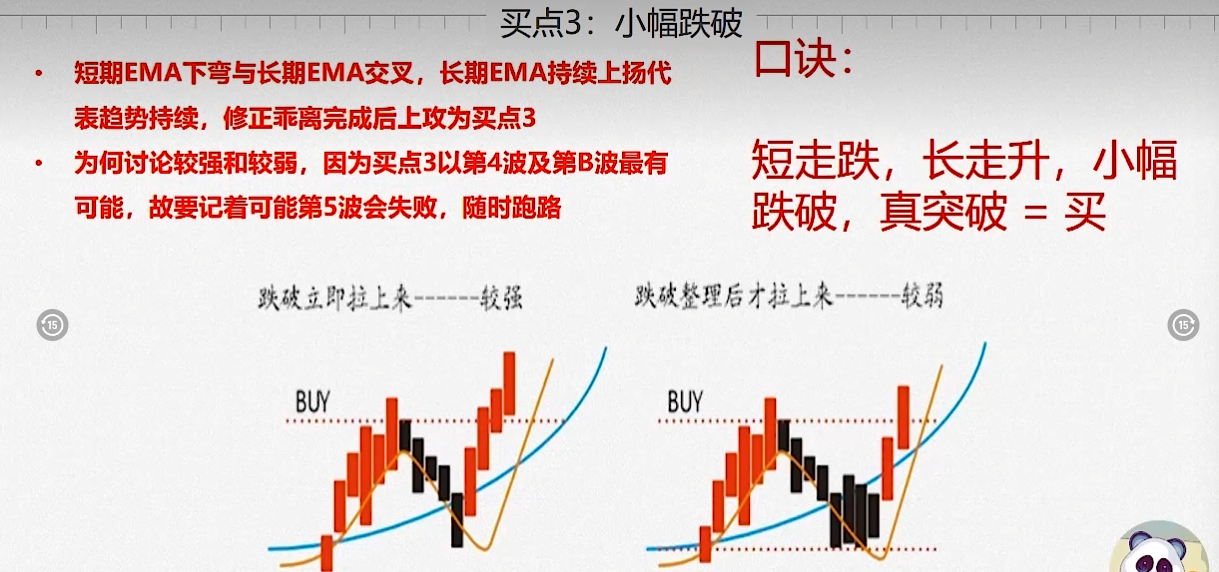 买点3：小幅跌破
• 短期EMA下弯与长期EMA交叉，长期EMA持续上扬代
表趋势持续，修正乖离完成后上攻为买点3
• 为何讨论较强和较弱，因为买点3以第4波及第B波最有
可能，故要记着可能第5波会失败，随时跑路
口诀：
短走跌，长走升，小幅
跌破，真突破 = 买
跌破立即拉上来------较强
跌破整理后才拉上来------较弱
15
15
BUY
BUY